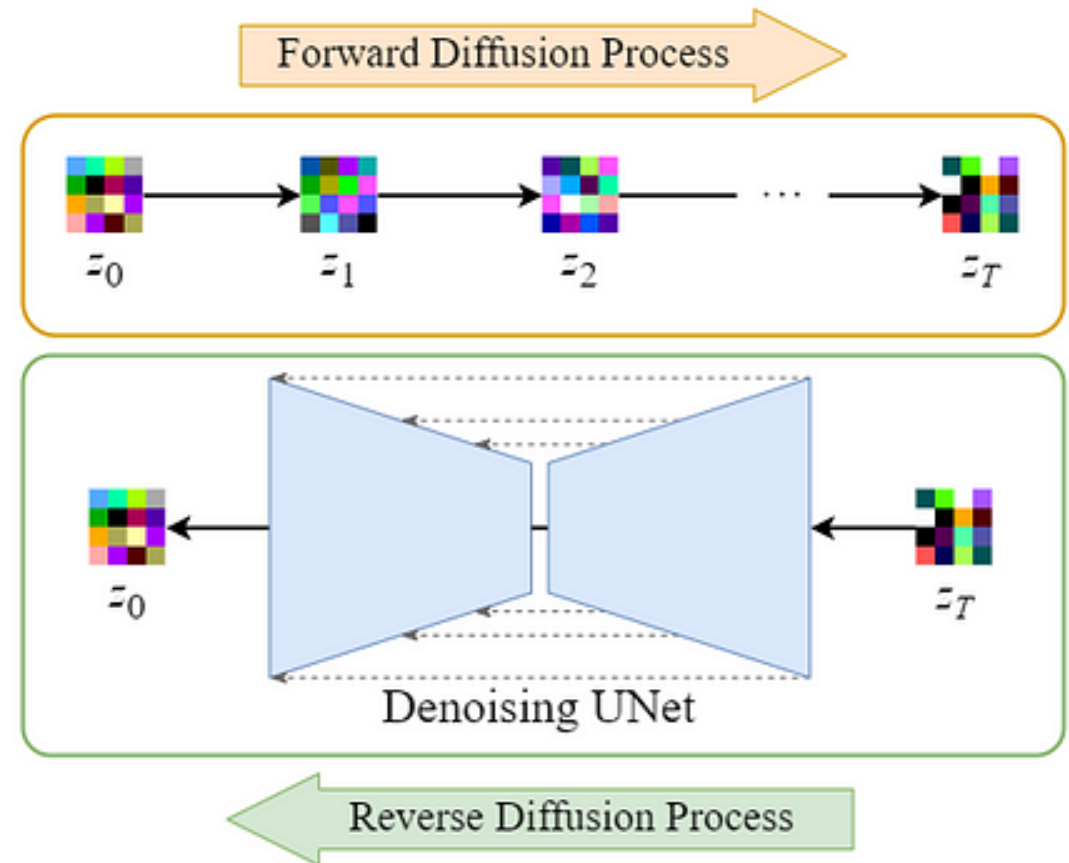 Forward Diffusion Process
z0 z1 z2 ... zT
z0 zT
Denoising UNet
Reverse Diffusion Process